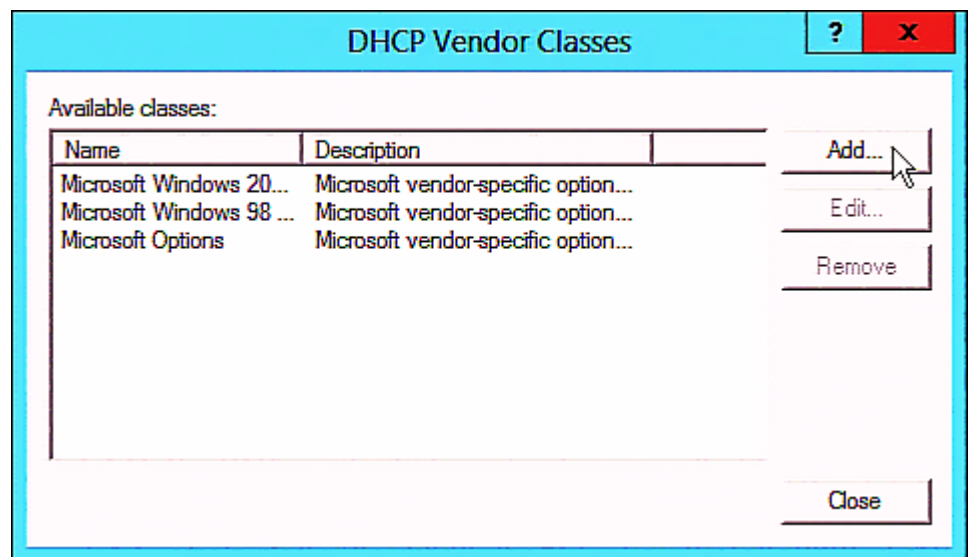 DHCP Vendor Classes ? x
Available classes:
Name Description
Microsoft Windows 20... Microsoft vendor-specific option...
Microsoft Windows 98 ... Microsoft vendor-specific option...
Microsoft Options Microsoft vendor-specific option...
Add...
Edit...
Remove
Close